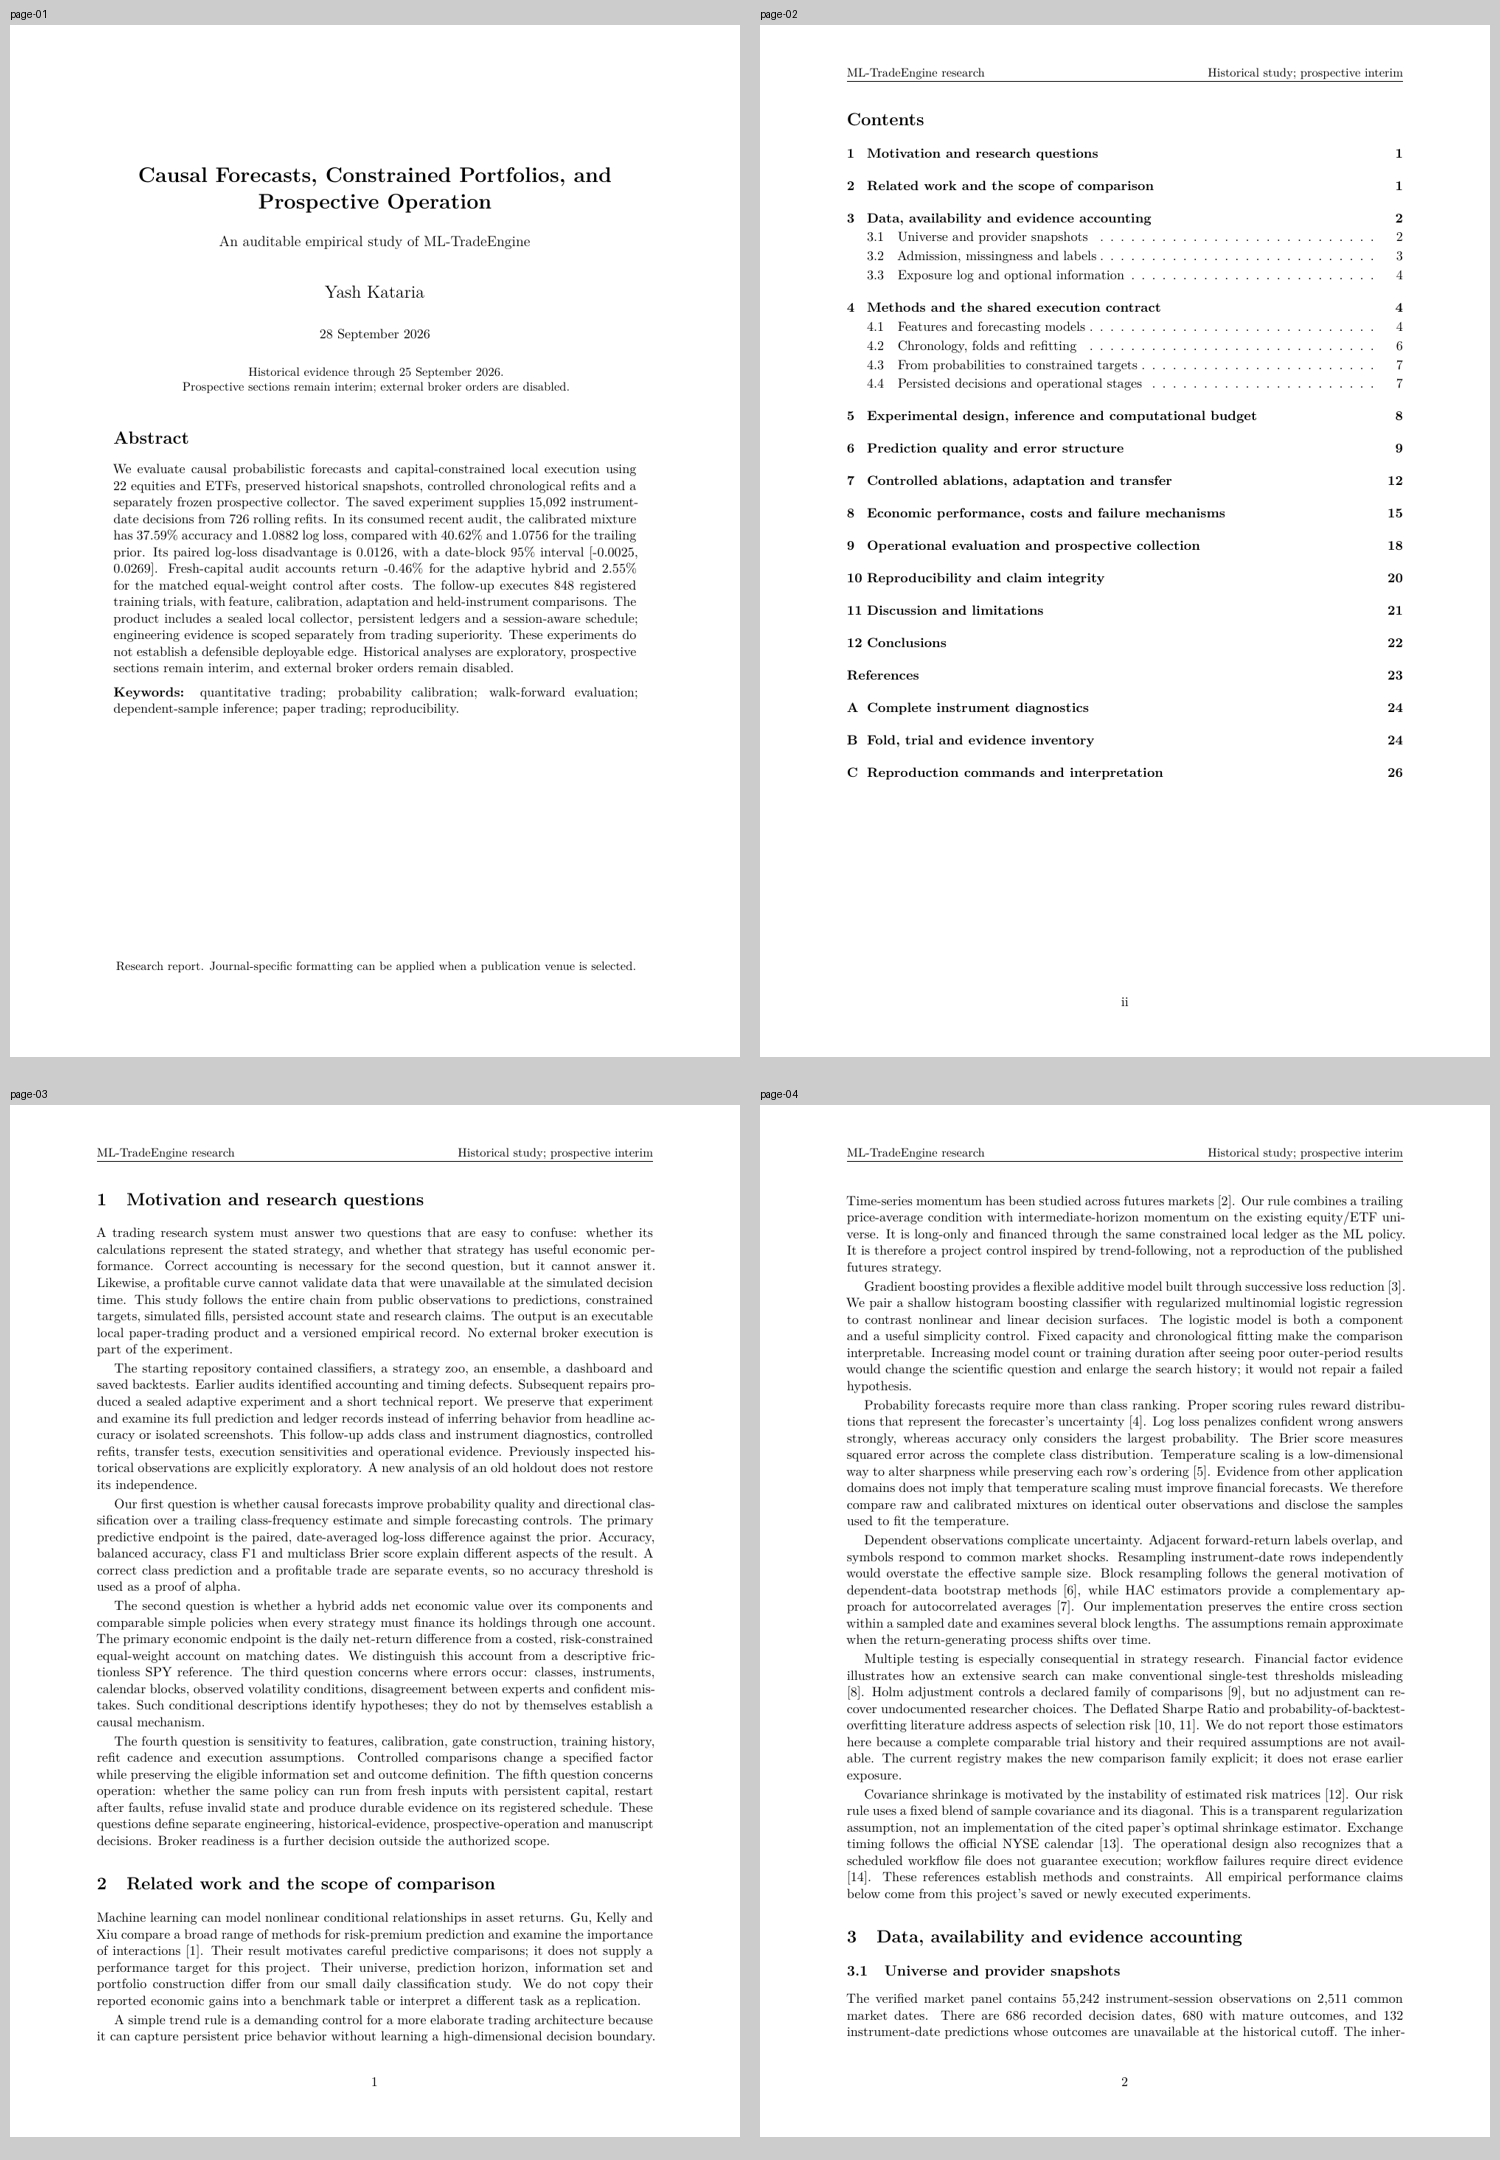 page-01
Causal Forecasts, Constrained Portfolios, and
Prospective Operation
An auditable empirical study of ML-TradeEngine
Yash Kataria
28 September 2026
Historical evidence through 25 September 2026.
Prospective sections remain interim; external broker orders are disabled.
Abstract
We evaluate causal probabilistic forecasts and capital-constrained local execution using
22 equities and ETFs, preserved historical snapshots, controlled chronological refits and a
separately frozen prospective collector. The saved experiment supplies 15,092 instrument-
date decisions from 726 rolling refits. In its consumed recent audit, the calibrated mixture
has 37.59% accuracy and 1.0882 log loss, compared with 40.62% and 1.0756 for the trailing
prior. Its paired log-loss disadvantage is 0.0126, with a date-block 95% interval [-0.0025,
0.0269]. Fresh-capital audit accounts return -0.46% for the adaptive hybrid and 2.55%
for the matched equal-weight control after costs. The follow-up executes 848 registered
training trials, with feature, calibration, adaptation and held-instrument comparisons. The
product includes a sealed local collector, persistent ledgers and a session-aware schedule;
engineering evidence is scoped separately from trading superiority. These experiments do
not establish a defensible deployable edge. Historical analyses are exploratory, prospective
sections remain interim, and external broker orders remain disabled.
Keywords: quantitative trading; probability calibration; walk-forward evaluation;
dependent-sample inference; paper trading; reproducibility.
Research report. Journal-specific formatting can be applied when a publication venue is selected.
page-02
ML-TradeEngine research Historical study; prospective interim
Contents
1 Motivation and research questions 1
2 Related work and the scope of comparison 1
3 Data, availability and evidence accounting 2
3.1 Universe and provider snapshots . . . . . . . . . . . . . . . . . . . . . . . . . . 2
3.2 Admission, missingness and labels . . . . . . . . . . . . . . . . . . . . . . . . . . 3
3.3 Exposure log and optional information . . . . . . . . . . . . . . . . . . . . . . . 4
4 Methods and the shared execution contract 4
4.1 Features and forecasting models . . . . . . . . . . . . . . . . . . . . . . . . . . . 4
4.2 Chronology, folds and refitting . . . . . . . . . . . . . . . . . . . . . . . . . . . 6
4.3 From probabilities to constrained targets . . . . . . . . . . . . . . . . . . . . . . 7
4.4 Persisted decisions and operational stages . . . . . . . . . . . . . . . . . . . . . 7
5 Experimental design, inference and computational budget 8
6 Prediction quality and error structure 9
7 Controlled ablations, adaptation and transfer 12
8 Economic performance, costs and failure mechanisms 15
9 Operational evaluation and prospective collection 18
10 Reproducibility and claim integrity 20
11 Discussion and limitations 21
12 Conclusions 22
References 23
A Complete instrument diagnostics 24
B Fold, trial and evidence inventory 24
C Reproduction commands and interpretation 26
ii
page-03
ML-TradeEngine research Historical study; prospective interim
1 Motivation and research questions
A trading research system must answer two questions that are easy to confuse: whether its
calculations represent the stated strategy, and whether that strategy has useful economic per-
formance. Correct accounting is necessary for the second question, but it cannot answer it.
Likewise, a profitable curve cannot validate data that were unavailable at the simulated decision
time. This study follows the entire chain from public observations to predictions, constrained
targets, simulated fills, persisted account state and research claims. The output is an executable
local paper-trading product and a versioned empirical record. No external broker execution is
part of the experiment.
The starting repository contained classifiers, a strategy zoo, an ensemble, a dashboard and
saved backtests. Earlier audits identified accounting and timing defects. Subsequent repairs pro-
duced a sealed adaptive experiment and a short technical report. We preserve that experiment
and examine its full prediction and ledger records instead of inferring behavior from headline ac-
curacy or isolated screenshots. This follow-up adds class and instrument diagnostics, controlled
refits, transfer tests, execution sensitivities and operational evidence. Previously inspected his-
torical observations are explicitly exploratory. A new analysis of an old holdout does not restore
its independence.
Our first question is whether causal forecasts improve probability quality and directional clas-
sification over a trailing class-frequency estimate and simple forecasting controls. The primary
predictive endpoint is the paired, date-averaged log-loss difference against the prior. Accuracy,
balanced accuracy, class F1 and multiclass Brier score explain different aspects of the result. A
correct class prediction and a profitable trade are separate events, so no accuracy threshold is
used as a proof of alpha.
The second question is whether a hybrid adds net economic value over its components and
comparable simple policies when every strategy must finance its holdings through one account.
The primary economic endpoint is the daily net-return difference from a costed, risk-constrained
equal-weight account on matching dates. We distinguish this account from a descriptive fric-
tionless SPY reference. The third question concerns where errors occur: classes, instruments,
calendar blocks, observed volatility conditions, disagreement between experts and confident mis-
takes. Such conditional descriptions identify hypotheses; they do not by themselves establish a
causal mechanism.
The fourth question is sensitivity to features, calibration, gate construction, training history,
refit cadence and execution assumptions. Controlled comparisons change a specified factor
while preserving the eligible information set and outcome definition. The fifth question concerns
operation: whether the same policy can run from fresh inputs with persistent capital, restart
after faults, refuse invalid state and produce durable evidence on its registered schedule. These
questions define separate engineering, historical-evidence, prospective-operation and manuscript
decisions. Broker readiness is a further decision outside the authorized scope.
2 Related work and the scope of comparison
Machine learning can model nonlinear conditional relationships in asset returns. Gu, Kelly and
Xiu compare a broad range of methods for risk-premium prediction and examine the importance
of interactions [1]. Their result motivates careful predictive comparisons; it does not supply a
performance target for this project. Their universe, prediction horizon, information set and
portfolio construction differ from our small daily classification study. We do not copy their
reported economic gains into a benchmark table or interpret a different task as a replication.
A simple trend rule is a demanding control for a more elaborate trading architecture because
it can capture persistent price behavior without learning a high-dimensional decision boundary.
1
page-04
ML-TradeEngine research Historical study; prospective interim
Time-series momentum has been studied across futures markets [2]. Our rule combines a trailing
price-average condition with intermediate-horizon momentum on the existing equity/ETF uni-
verse. It is long-only and financed through the same constrained local ledger as the ML policy.
It is therefore a project control inspired by trend-following, not a reproduction of the published
futures strategy.
Gradient boosting provides a flexible additive model built through successive loss reduction [3].
We pair a shallow histogram boosting classifier with regularized multinomial logistic regression
to contrast nonlinear and linear decision surfaces. The logistic model is both a component
and a useful simplicity control. Fixed capacity and chronological fitting make the comparison
interpretable. Increasing model count or training duration after seeing poor outer-period results
would change the scientific question and enlarge the search history; it would not repair a failed
hypothesis.
Probability forecasts require more than class ranking. Proper scoring rules reward distribu-
tions that represent the forecaster's uncertainty [4]. Log loss penalizes confident wrong answers
strongly, whereas accuracy only considers the largest probability. The Brier score measures
squared error across the complete class distribution. Temperature scaling is a low-dimensional
way to alter sharpness while preserving each row's ordering [5]. Evidence from other application
domains does not imply that temperature scaling must improve financial forecasts. We therefore
compare raw and calibrated mixtures on identical outer observations and disclose the samples
used to fit the temperature.
Dependent observations complicate uncertainty. Adjacent forward-return labels overlap, and
symbols respond to common market shocks. Resampling instrument-date rows independently
would overstate the effective sample size. Block resampling follows the general motivation of
dependent-data bootstrap methods [6], while HAC estimators provide a complementary ap-
proach for autocorrelated averages [7]. Our implementation preserves the entire cross section
within a sampled date and examines several block lengths. The assumptions remain approximate
when the return-generating process shifts over time.
Multiple testing is especially consequential in strategy research. Financial factor evidence
illustrates how an extensive search can make conventional single-test thresholds misleading
[8]. Holm adjustment controls a declared family of comparisons [9], but no adjustment can re-
cover undocumented researcher choices. The Deflated Sharpe Ratio and probability-of-backtest-
overfitting literature address aspects of selection risk [10, 11]. We do not report those estimators
here because a complete comparable trial history and their required assumptions are not avail-
able. The current registry makes the new comparison family explicit; it does not erase earlier
exposure.
Covariance shrinkage is motivated by the instability of estimated risk matrices [12]. Our risk
rule uses a fixed blend of sample covariance and its diagonal. This is a transparent regularization
assumption, not an implementation of the cited paper's optimal shrinkage estimator. Exchange
timing follows the official NYSE calendar [13]. The operational design also recognizes that a
scheduled workflow file does not guarantee execution; workflow failures require direct evidence
[14]. These references establish methods and constraints. All empirical performance claims
below come from this project's saved or newly executed experiments.
3 Data, availability and evidence accounting
3.1 Universe and provider snapshots
The verified market panel contains 55,242 instrument-session observations on 2,511 common
market dates. There are 686 recorded decision dates, 680 with mature outcomes, and 132
instrument-date predictions whose outcomes are unavailable at the historical cutoff. The inher-
2